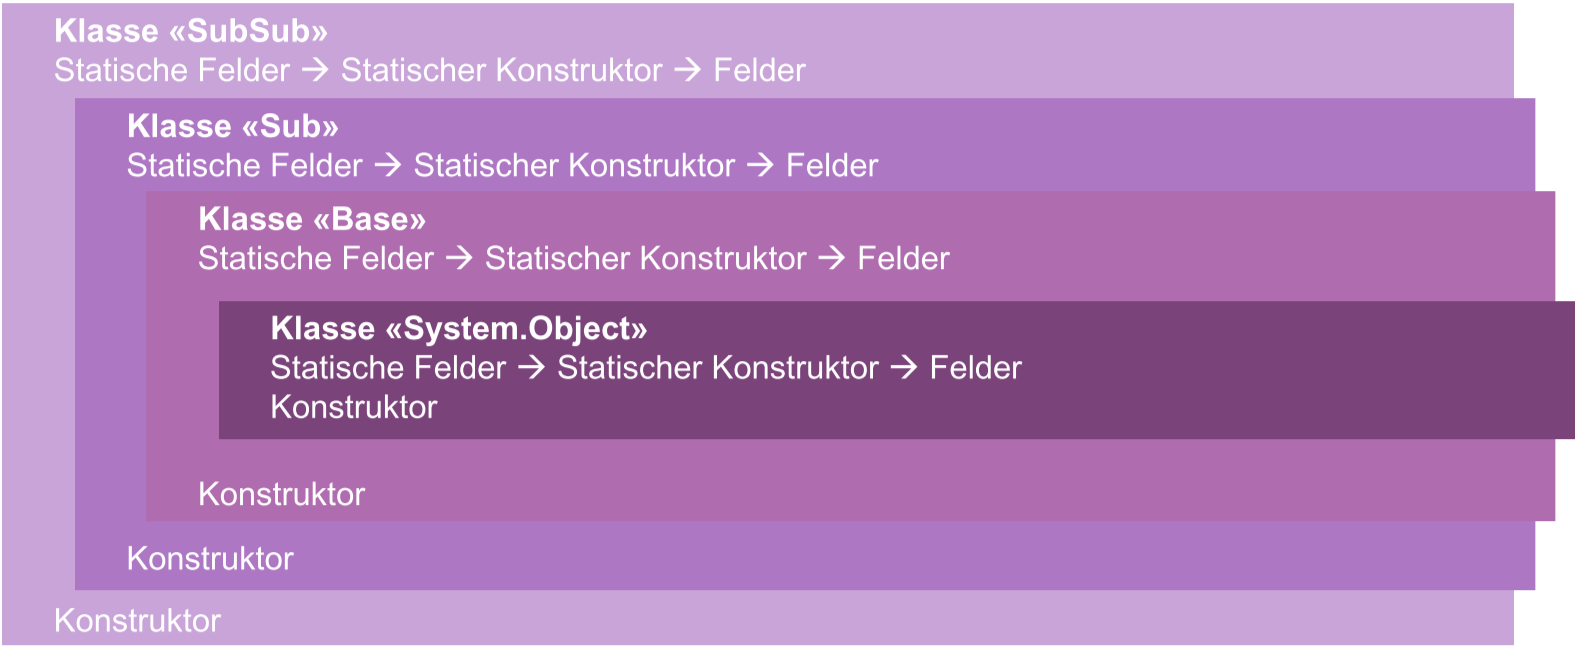 Klasse «SubSub»
Statische Felder → Statischer Konstruktor → Felder
Klasse «Sub»
Statische Felder → Statischer Konstruktor → Felder
Klasse «Base»
Statische Felder → Statischer Konstruktor → Felder
Klasse «System.Object»
Statische Felder → Statischer Konstruktor → Felder
Konstruktor
Konstruktor
Konstruktor
Konstruktor